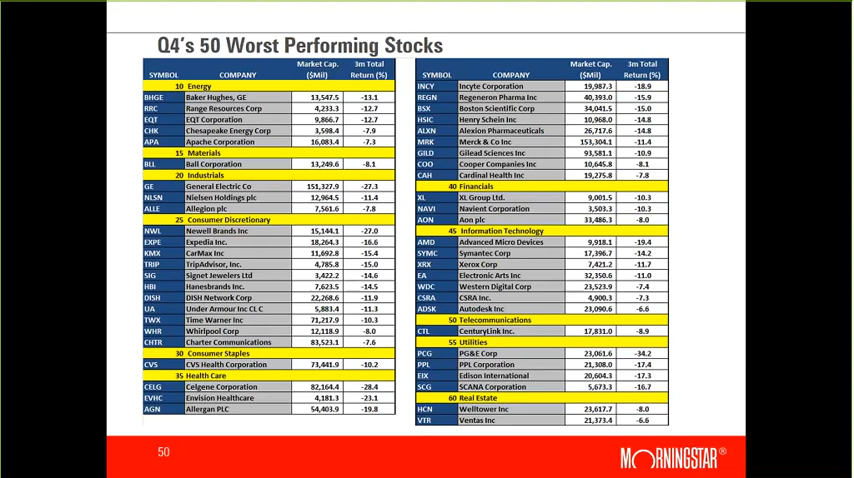 Q4's 50 Worst Performing Stocks
Market Cap. 3m Total
SYMBOL COMPANY ($Mil) Return (%)
10 Energy
BHGE Baker Hughes, GE 13,547.5 -13.1
RRC Range Resources Corp 4,233.3 -12.7
EQT EQT Corporation 9,866.7 -12.7
CHK Chesapeake Energy Corp 3,598.4 -7.9
APA Apache Corporation 16,083.4 -7.3
15 Materials
BLL Ball Corporation 13,249.6 -8.1
20 Industrials
GE General Electric Co 151,327.9 -27.3
NLSN Nielsen Holdings plc 12,964.5 -11.4
ALLE Allegion plc 7,561.6 -7.8
25 Consumer Discretionary
NWL Newell Brands Inc 15,144.1 -27.0
EXPE Expedia Inc. 18,264.3 -16.6
KMX CarMax Inc 11,692.8 -15.4
TRIP TripAdvisor, Inc. 4,785.8 -15.0
SIG Signet Jewelers Ltd 3,422.2 -14.6
HBI Hanesbrands Inc. 7,623.5 -14.5
DISH DISH Network Corp 22,268.6 -11.9
UA Under Armour Inc CL C 5,883.4 -11.3
TWX Time Warner Inc 71,217.9 -10.3
WHR Whirlpool Corp 12,118.9 -8.0
CHTR Charter Communications 83,523.1 -7.6
30 Consumer Staples
CVS CVS Health Corporation 73,441.9 -10.2
35 Health Care
CELG Celgene Corporation 82,164.4 -28.4
EVHC Envision Healthcare 4,181.3 -23.1
AGN Allergan PLC 54,403.9 -19.8
Market Cap. 3m Total
SYMBOL COMPANY ($Mil) Return (%)
INCY Incyte Corporation 19,987.3 -18.9
REGN Regeneron Pharma Inc 40,393.0 -15.9
BSX Boston Scientific Corp 34,041.5 -15.0
HSIC Henry Schein Inc 10,968.0 -14.8
ALXN Alexion Pharmaceuticals 26,717.6 -14.8
MRK Merck & Co Inc 153,304.1 -11.4
GILD Gilead Sciences Inc 93,581.1 -10.9
COO Cooper Companies Inc 10,645.8 -8.1
CAH Cardinal Health Inc 19,275.8 -7.8
40 Financials
XL XL Group Ltd. 9,001.5 -10.3
NAVI Navient Corporation 3,503.3 -10.3
AON Aon plc 33,486.3 -8.0
45 Information Technology
AMD Advanced Micro Devices 9,918.1 -19.4
SYMC Symantec Corp 17,396.7 -14.2
XRX Xerox Corp 7,421.2 -11.7
EA Electronic Arts Inc 32,350.6 -11.0
WDC Western Digital Corp 23,523.9 -7.4
CSRA CSRA Inc. 4,900.3 -7.3
ADSK Autodesk Inc 23,090.6 -6.6
50 Telecommunications
CTL CenturyLink Inc. 17,831.0 -8.9
55 Utilities
PCG PG&E Corp 23,061.6 -34.2
PPL PPL Corporation 21,308.0 -17.4
EIX Edison International 20,604.3 -17.3
SCG SCANA Corporation 5,673.3 -16.7
60 Real Estate
HCN Welltower Inc 23,617.7 -8.0
VTR Ventas Inc 21,373.4 -6.6
50
MORNINGSTAR®